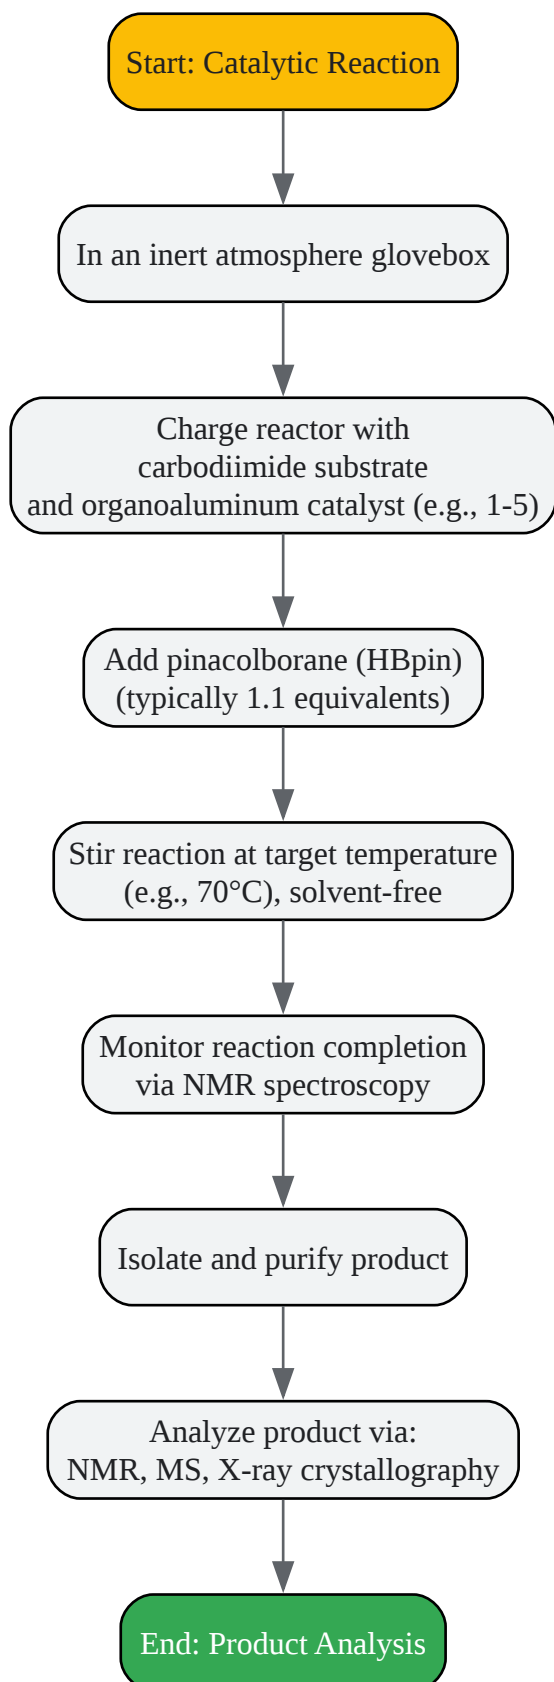 Start: Catalytic Reaction
In an inert atmosphere glovebox
Charge reactor with
carbodiimide substrate
and organoaluminum catalyst (e.g., 1-5)
Add pinacolborane (HBpin)
(typically 1.1 equivalents)
Stir reaction at target temperature
(e.g., 70°C), solvent-free
Monitor reaction completion
via NMR spectroscopy
Isolate and purify product
Analyze product via:
NMR, MS, X-ray crystallography
End: Product Analysis